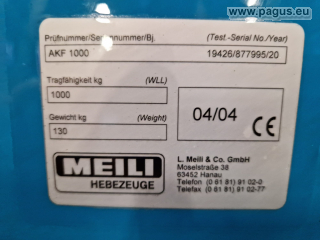 www.pagus.eu
Prüfnummer/Seriennummer/Bj. (Test.-Serial No./Year)
AKF 1000 19426/877995/20
Tragfähigkeit kg (WLL)
1000
04/04 CE
Gewicht kg (Weight)
130
MEILI
HEBEZEUGE
L. Meili & Co. GmbH
Moselstraße 38
63452 Hanau
Telefon (0 61 81) 91 02-0
Telefax (0 61 81) 91 02-77